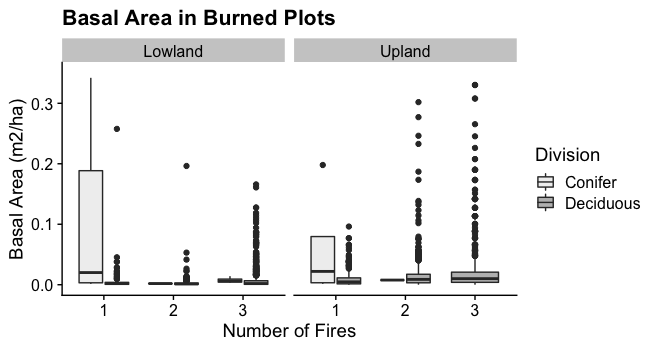 Basal Area in Burned Plots
Lowland
Upland
Basal Area (m2/ha)
0.3
0.2
0.1
0.0
1
2
3
1
2
3
Number of Fires
Division
Conifer
Deciduous